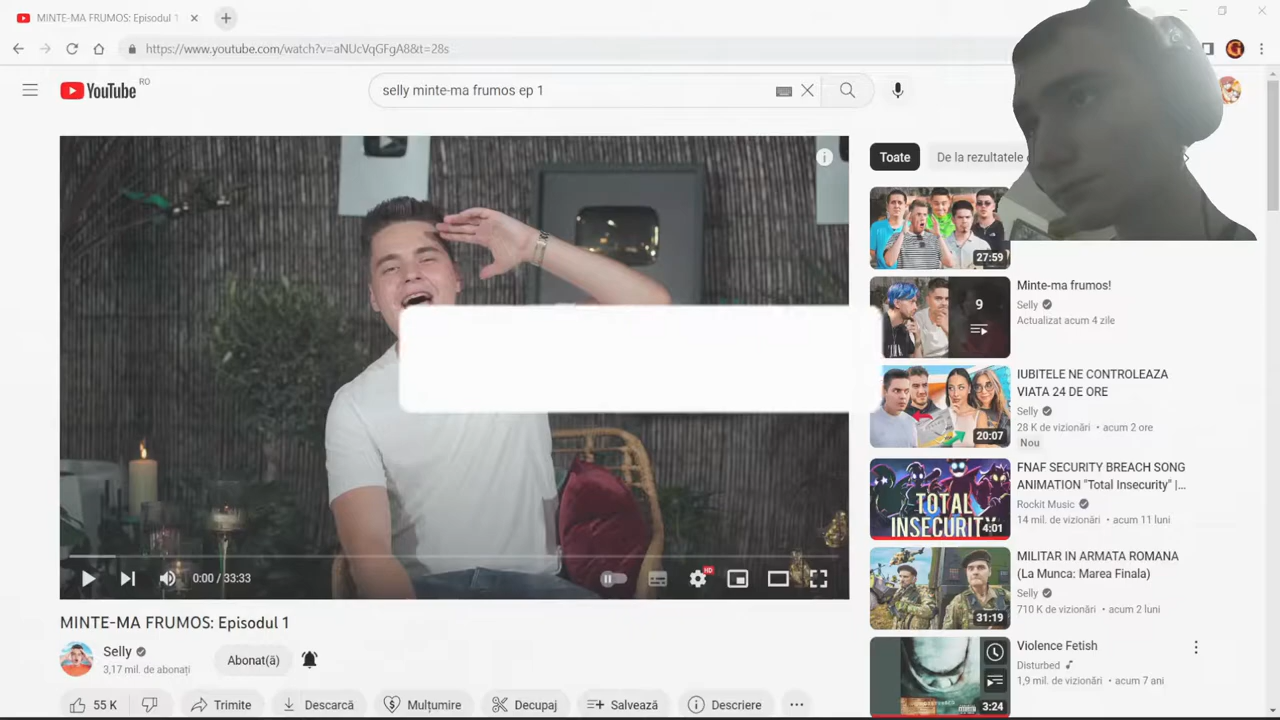 MINTE-MA FRUMOS: Episodul 1
https://www.youtube.com/watch?v=aNUcVqGFgA8&t=28s
YouTube RO
selly minte-ma frumos ep 1
Toate
De la rezultatele
27:59
9
Minte-ma frumos!
Selly
Actualizat acum 4 zile
20:07
IUBITELE NE CONTROLEAZA
VIATA 24 DE ORE
Selly
28 K de vizionări • acum 2 ore
Nou
TOTAL
INSECURITY
4:01
FNAF SECURITY BREACH SONG
ANIMATION "Total Insecurity" |...
Rockit Music
14 mil. de vizionări • acum 11 luni
31:19
MILITAR IN ARMATA ROMANA
(La Munca: Marea Finala)
Selly
710 K de vizionări • acum 2 luni
3:24
Violence Fetish
Disturbed
1,9 mil. de vizionări • acum 7 ani
0:00 / 33:33
HD
MINTE-MA FRUMOS: Episodul 1
Selly
3,17 mil. de abonați
Abonat(ă)
55 K
Trimite
Descarcă
Mulțumire
Decupaj
Salvează
Descriere